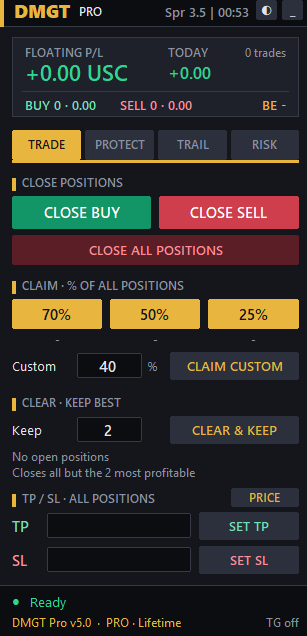 DMGT PRO Spr 3.5 | 00:53 _
FLOATING P/L TODAY 0 trades
+0.00 USC +0.00
BUY 0 · 0.00 SELL 0 · 0.00 BE -
TRADE PROTECT TRAIL RISK
CLOSE POSITIONS
CLOSE BUY CLOSE SELL
CLOSE ALL POSITIONS
CLAIM · % OF ALL POSITIONS
70% 50% 25%
- - -
Custom 40 % CLAIM CUSTOM
CLEAR · KEEP BEST
Keep 2 CLEAR & KEEP
No open positions
Closes all but the 2 most profitable
TP / SL · ALL POSITIONS PRICE
TP SET TP
SL SET SL
Ready
DMGT Pro v5.0 · PRO · Lifetime TG off